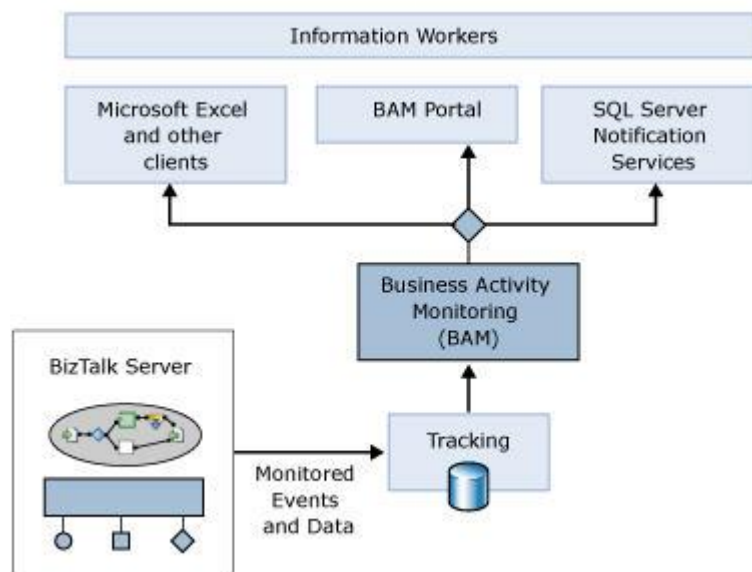 Information Workers
Microsoft Excel
and other
clients
BAM Portal
SQL Server
Notification
Services
Business Activity
Monitoring
(BAM)
BizTalk Server
Tracking
Monitored
Events
and Data